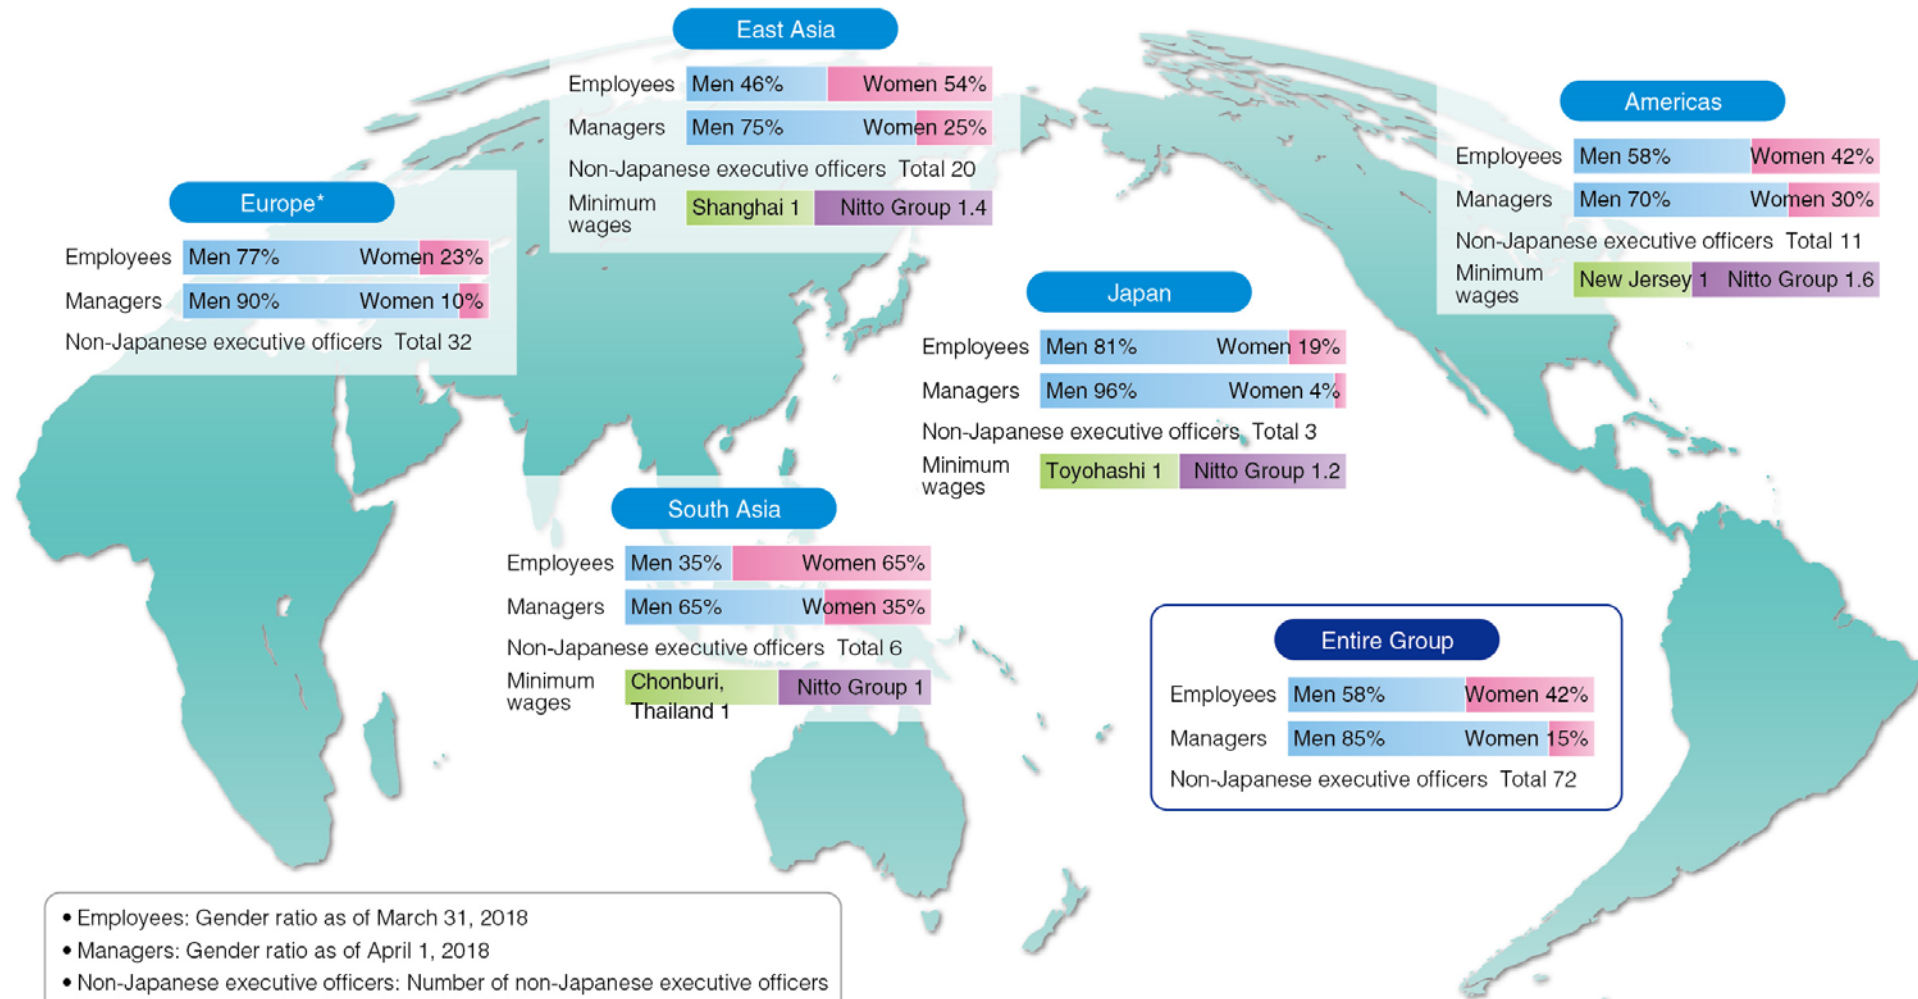 East Asia
Employees Men 46% Women 54%
Managers Men 75% Women 25%
Non-Japanese executive officers Total 20
Minimum wages Shanghai 1 Nitto Group 1.4
Americas
Employees Men 58% Women 42%
Managers Men 70% Women 30%
Non-Japanese executive officers Total 11
Minimum wages New Jersey 1 Nitto Group 1.6
Europe*
Employees Men 77% Women 23%
Managers Men 90% Women 10%
Non-Japanese executive officers Total 32
Japan
Employees Men 81% Women 19%
Managers Men 96% Women 4%
Non-Japanese executive officers Total 3
Minimum wages Toyohashi 1 Nitto Group 1.2
South Asia
Employees Men 35% Women 65%
Managers Men 65% Women 35%
Non-Japanese executive officers Total 6
Minimum wages Chonburi, Thailand 1 Nitto Group 1
Entire Group
Employees Men 58% Women 42%
Managers Men 85% Women 15%
Non-Japanese executive officers Total 72
• Employees: Gender ratio as of March 31, 2018
• Managers: Gender ratio as of April 1, 2018
• Non-Japanese executive officers: Number of non-Japanese executive officers